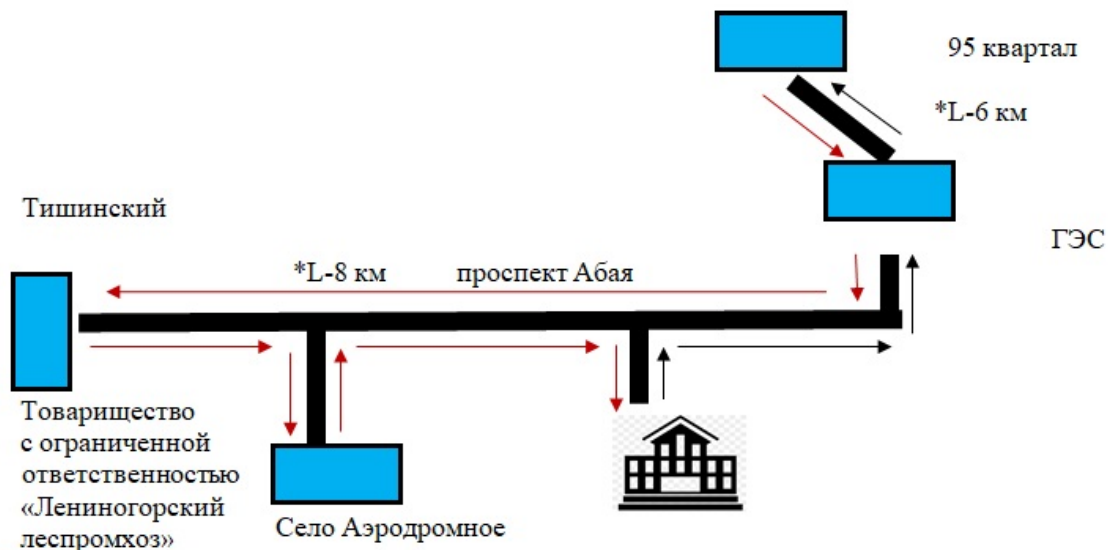 95 квартал
*L-6 км
Тишинский
ГЭС
*L-8 км проспект Абая
Товарищество
с ограниченной
ответственностью
«Лениногорский
леспромхоз»
Село Аэродромное